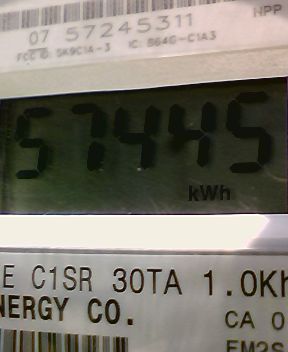 NPP
07 57245311
FCC ID: SK9C1A-3 IC: 864G-C1A3
57445
kWh
E C1SR 30TA 1.0Kh
NERGY CO.
CA 0
EM2S